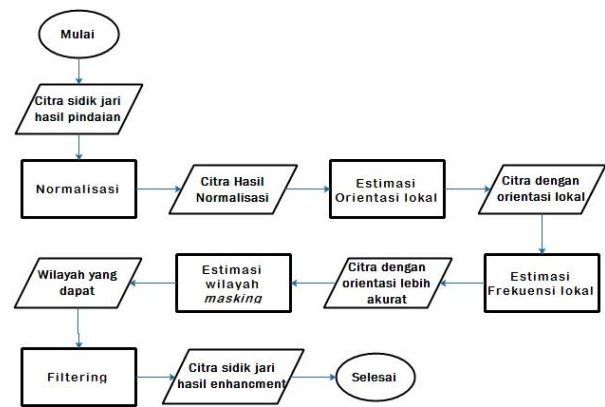 Mulai
Citra sidik jari
hasil pindaian
Normalisasi
Citra Hasil
Normalisasi
Estimasi
Orientasi lokal
Citra dengan
orientasi lokal
Estimasi
Frekuensi lokal
Citra dengan
orientasi lebih
akurat
Estimasi
wilayah
masking
Wilayah yang
dapat
Filtering
Citra sidik jari
hasil enhancment
Selesai